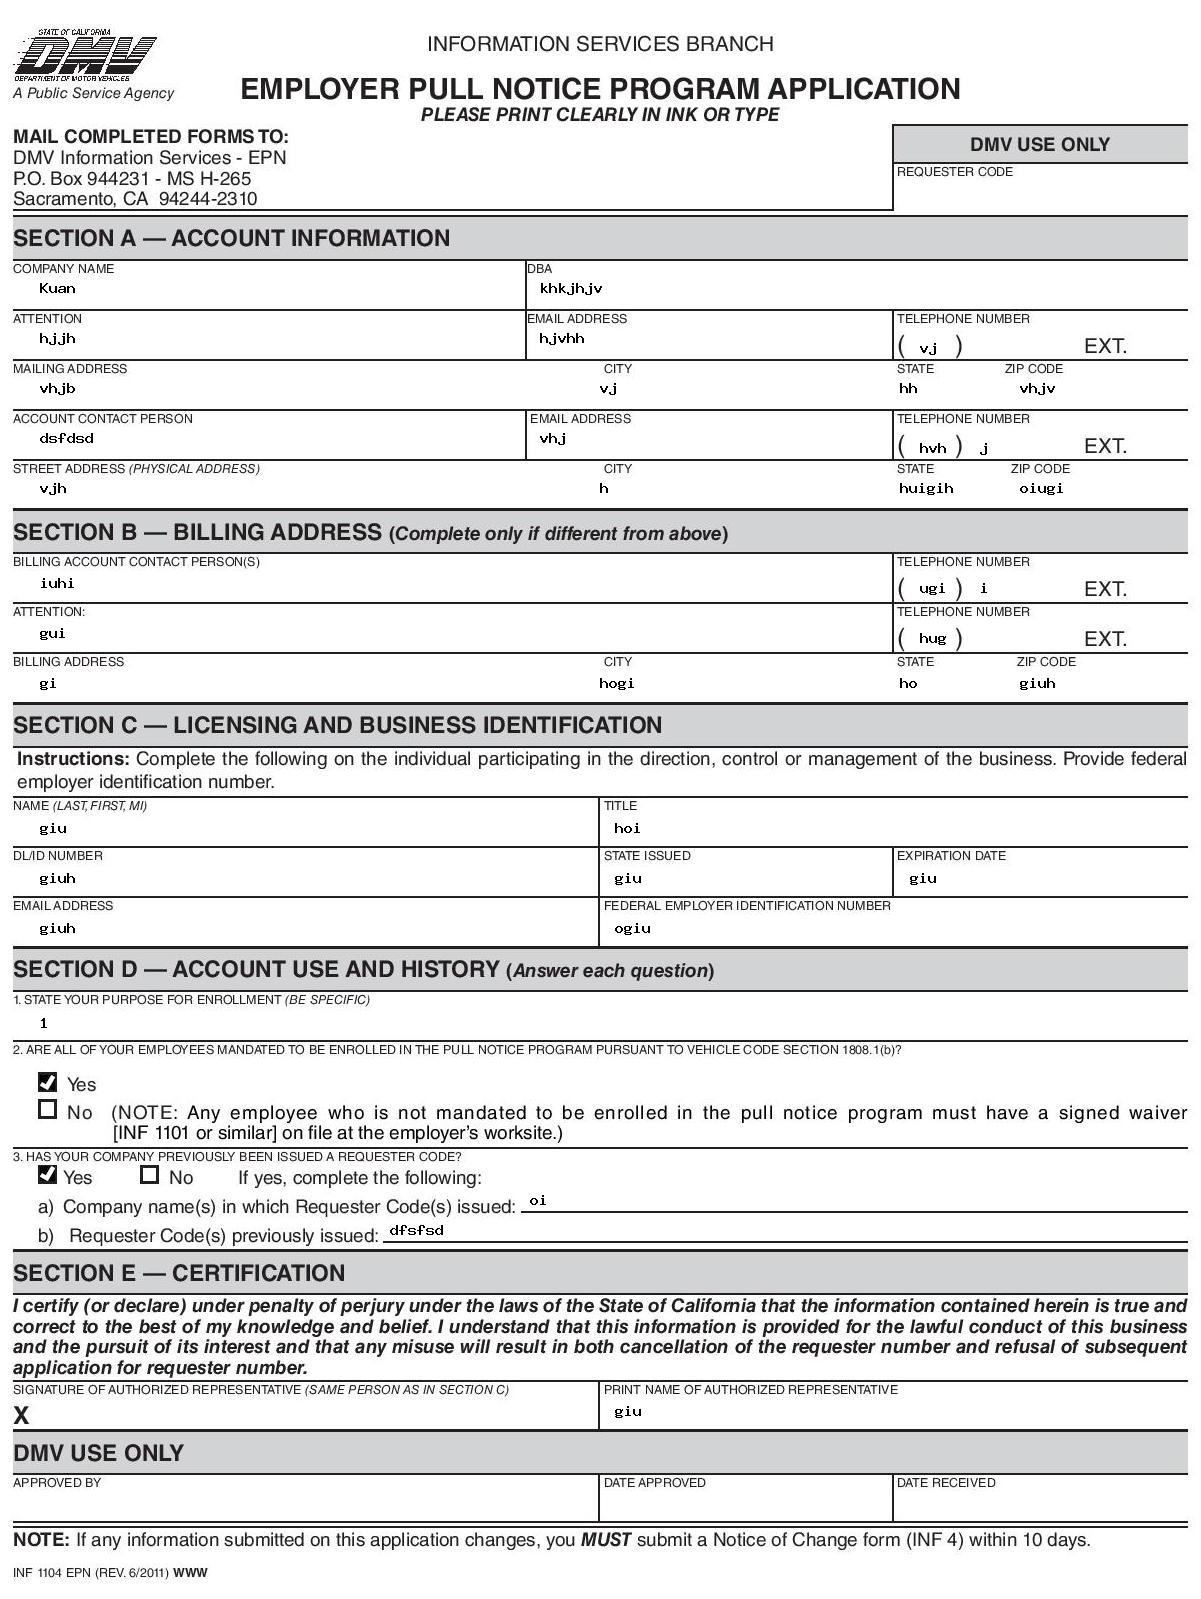 STATE OF CALIFORNIA
DMV
DEPARTMENT OF MOTOR VEHICLES
A Public Service Agency
INFORMATION SERVICES BRANCH
EMPLOYER PULL NOTICE PROGRAM APPLICATION
PLEASE PRINT CLEARLY IN INK OR TYPE
MAIL COMPLETED FORMS TO:
DMV Information Services - EPN
P.O. Box 944231 - MS H-265
Sacramento, CA 94244-2310
DMV USE ONLY
REQUESTER CODE
SECTION A — ACCOUNT INFORMATION
COMPANY NAME DBA
Kuan khkjhjv
ATTENTION EMAIL ADDRESS TELEPHONE NUMBER
hjjh hjvhh ( vj ) EXT.
MAILING ADDRESS CITY STATE ZIP CODE
vhjb vj hh vhjv
ACCOUNT CONTACT PERSON EMAIL ADDRESS TELEPHONE NUMBER
dsfdsd vhj ( hvh ) j EXT.
STREET ADDRESS (PHYSICAL ADDRESS) CITY STATE ZIP CODE
vjh h huigih oiugi
SECTION B — BILLING ADDRESS (Complete only if different from above)
BILLING ACCOUNT CONTACT PERSON(S) TELEPHONE NUMBER
iuhi ( ugi ) i EXT.
ATTENTION: TELEPHONE NUMBER
gui ( hug ) EXT.
BILLING ADDRESS CITY STATE ZIP CODE
gi hogi ho giuh
SECTION C — LICENSING AND BUSINESS IDENTIFICATION
Instructions: Complete the following on the individual participating in the direction, control or management of the business. Provide federal
employer identification number.
NAME (LAST, FIRST, MI) TITLE
giu hoi
DL/ID NUMBER STATE ISSUED EXPIRATION DATE
giuh giu giu
EMAIL ADDRESS FEDERAL EMPLOYER IDENTIFICATION NUMBER
giuh ogiu
SECTION D — ACCOUNT USE AND HISTORY (Answer each question)
1. STATE YOUR PURPOSE FOR ENROLLMENT (BE SPECIFIC)
1
2. ARE ALL OF YOUR EMPLOYEES MANDATED TO BE ENROLLED IN THE PULL NOTICE PROGRAM PURSUANT TO VEHICLE CODE SECTION 1808.1(b)?
Yes
No (NOTE: Any employee who is not mandated to be enrolled in the pull notice program must have a signed waiver
[INF 1101 or similar] on file at the employer's worksite.)
3. HAS YOUR COMPANY PREVIOUSLY BEEN ISSUED A REQUESTER CODE?
Yes No If yes, complete the following:
a) Company name(s) in which Requester Code(s) issued: oi
b) Requester Code(s) previously issued: dfsfsd
SECTION E — CERTIFICATION
I certify (or declare) under penalty of perjury under the laws of the State of California that the information contained herein is true and
correct to the best of my knowledge and belief. I understand that this information is provided for the lawful conduct of this business
and the pursuit of its interest and that any misuse will result in both cancellation of the requester number and refusal of subsequent
application for requester number.
SIGNATURE OF AUTHORIZED REPRESENTATIVE (SAME PERSON AS IN SECTION C) PRINT NAME OF AUTHORIZED REPRESENTATIVE
X giu
DMV USE ONLY
APPROVED BY DATE APPROVED DATE RECEIVED
NOTE: If any information submitted on this application changes, you MUST submit a Notice of Change form (INF 4) within 10 days.
INF 1104 EPN (REV. 6/2011) WWW